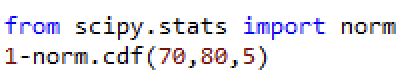 from scipy.stats import norm
1-norm.cdf(70,80,5)